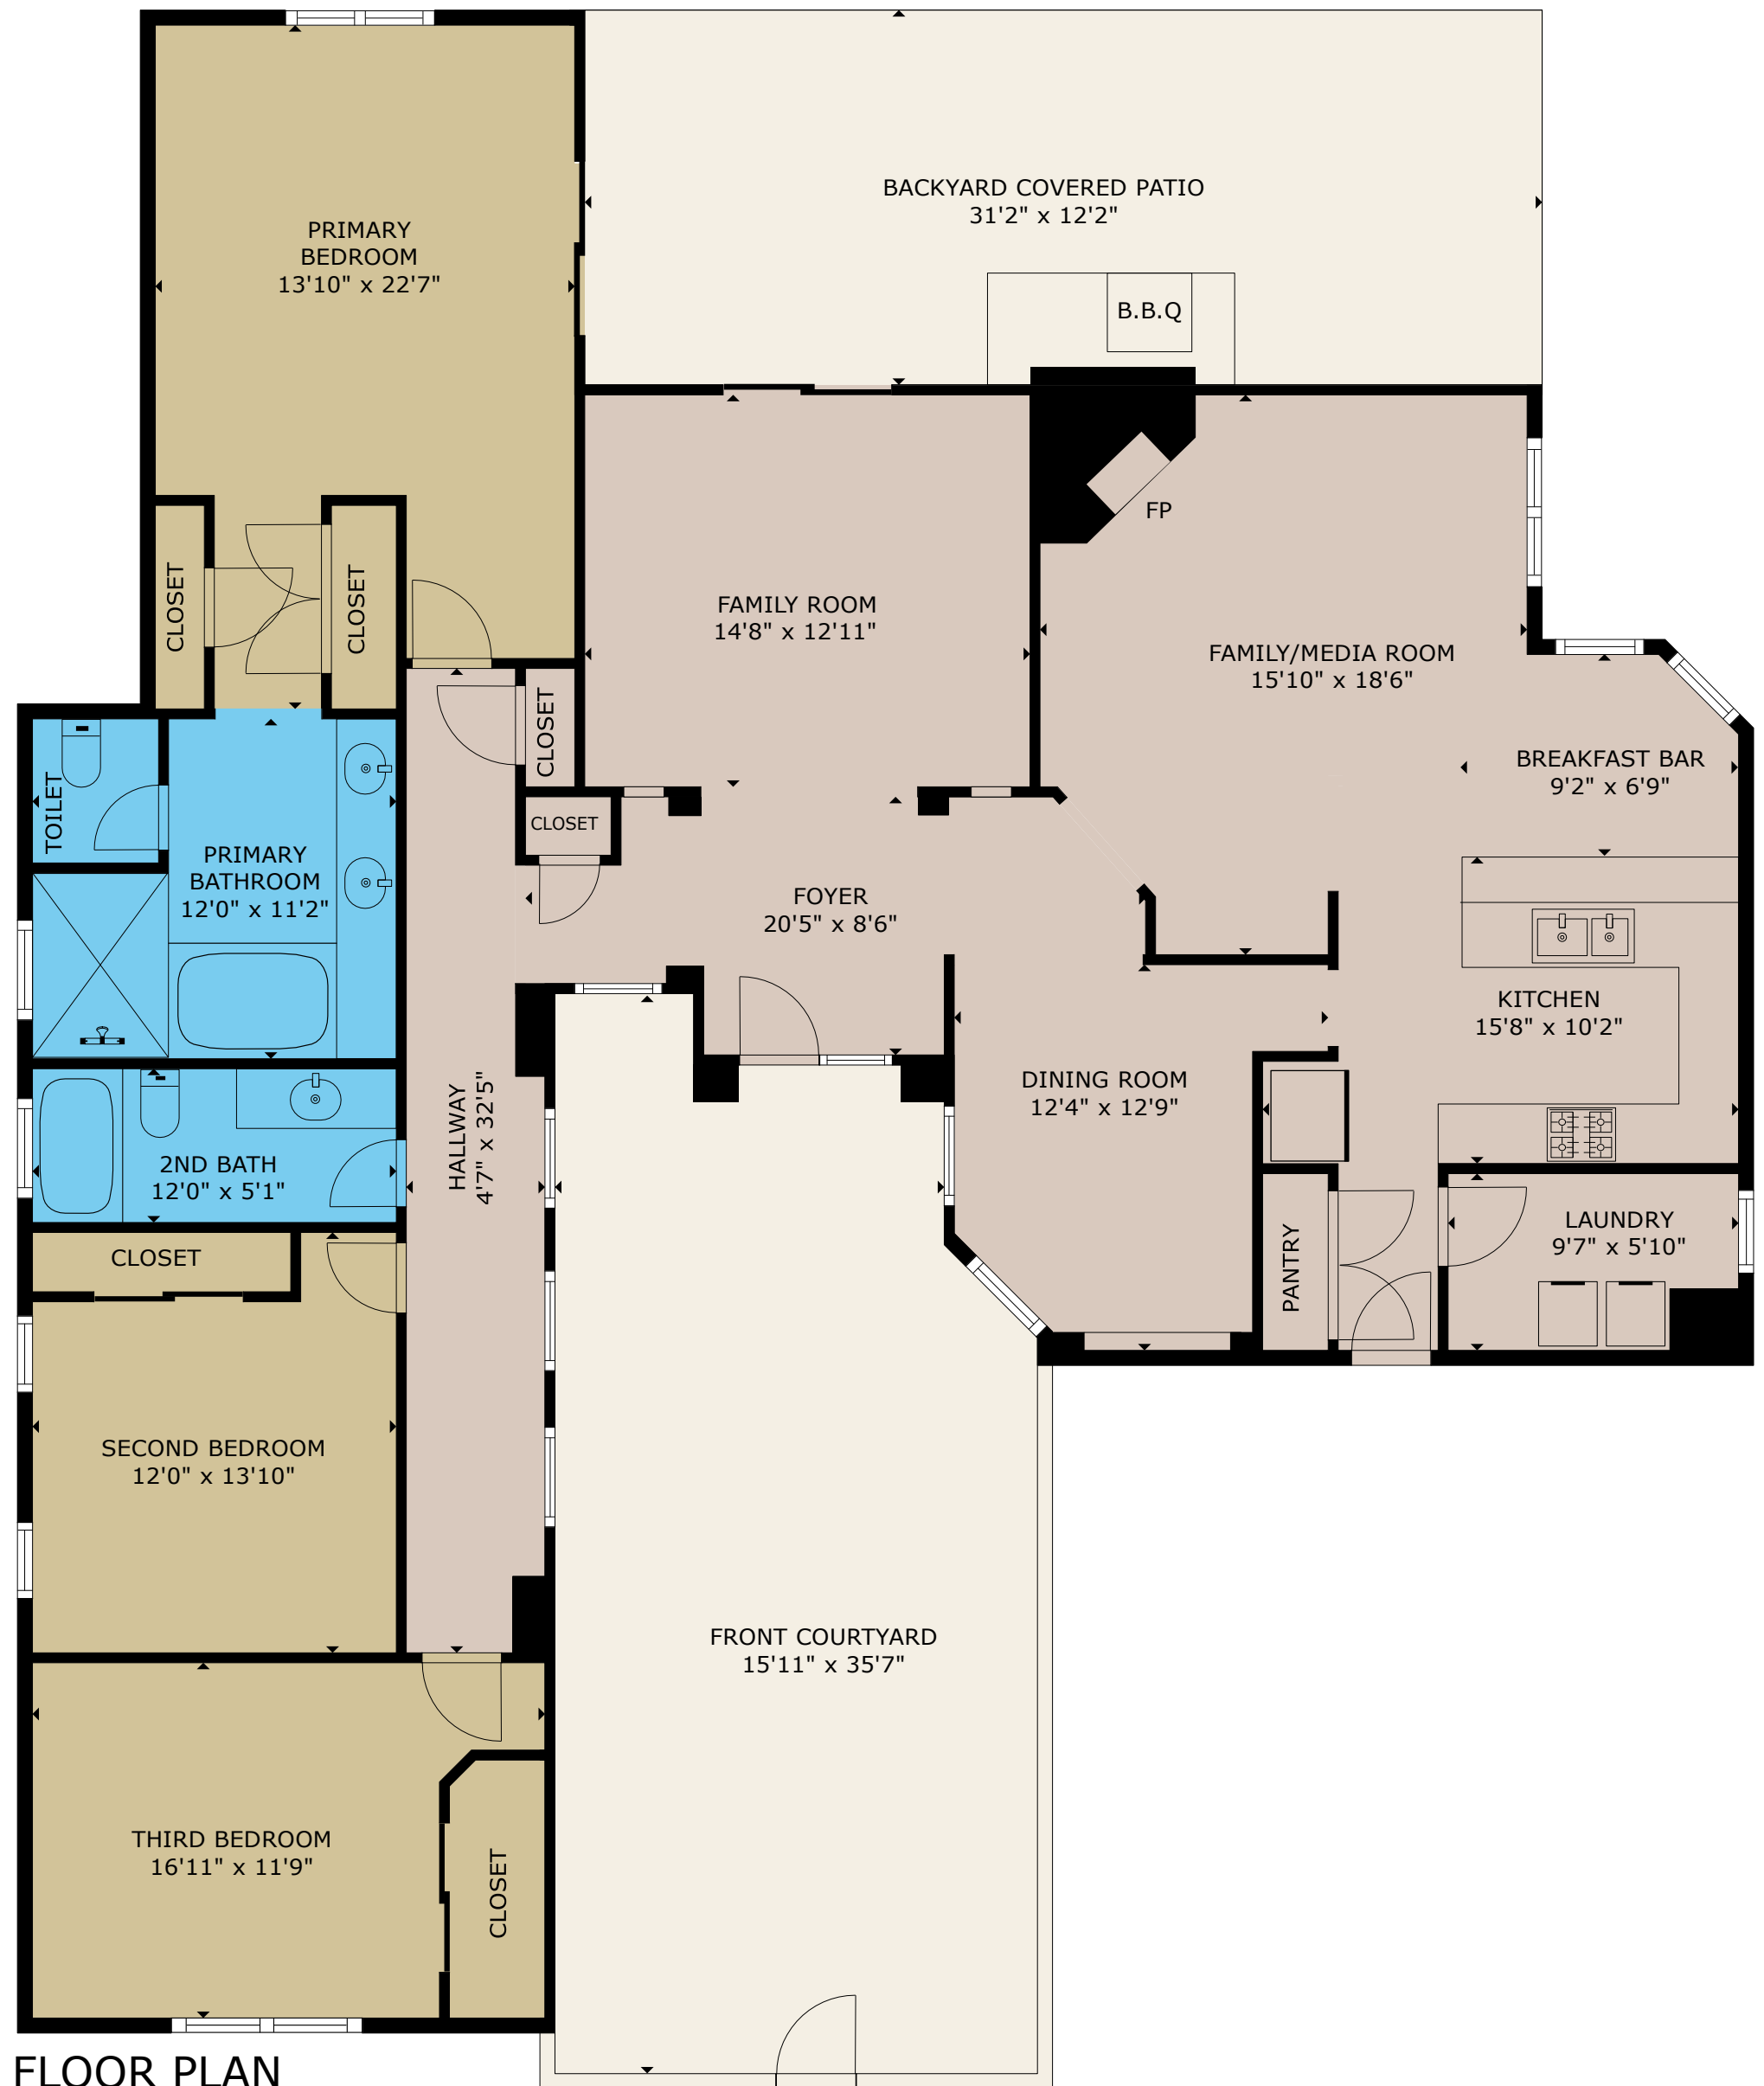 BACKYARD COVERED PATIO
31'2" x 12'2"
PRIMARY
BEDROOM
13'10" x 22'7"
B.B.Q
FP
CLOSET
CLOSET
FAMILY ROOM
14'8" x 12'11"
FAMILY/MEDIA ROOM
15'10" x 18'6"
CLOSET
BREAKFAST BAR
9'2" x 6'9"
TOILET
CLOSET
PRIMARY
BATHROOM
12'0" x 11'2"
FOYER
20'5" x 8'6"
KITCHEN
15'8" x 10'2"
DINING ROOM
12'4" x 12'9"
HALLWAY
4'7" x 32'5"
2ND BATH
12'0" x 5'1"
LAUNDRY
9'7" x 5'10"
PANTRY
CLOSET
SECOND BEDROOM
12'0" x 13'10"
FRONT COURTYARD
15'11" x 35'7"
THIRD BEDROOM
16'11" x 11'9"
CLOSET
FLOOR PLAN